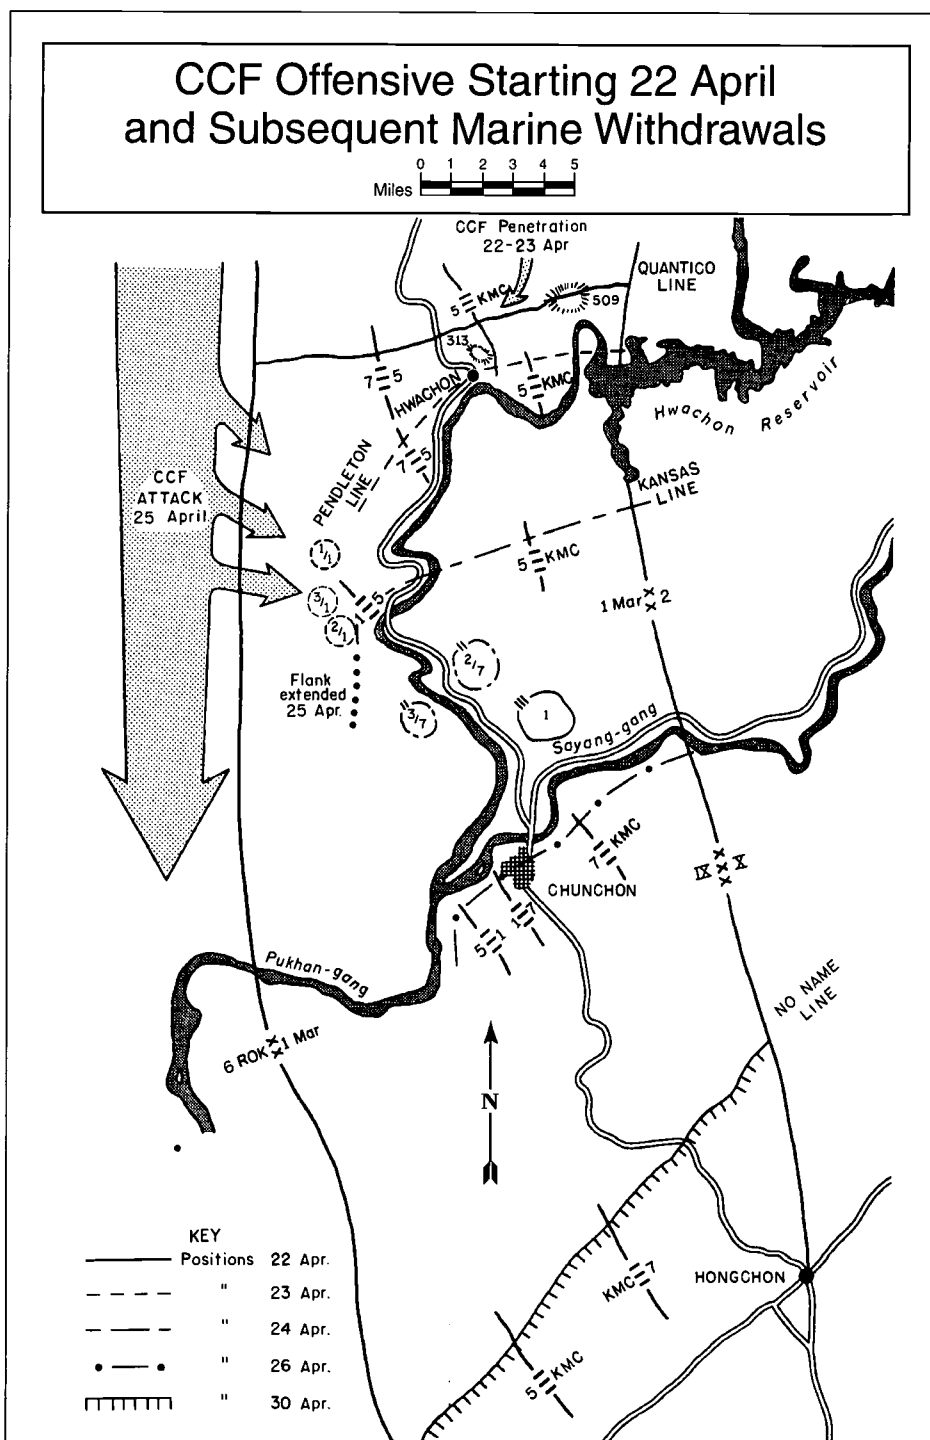 CCF Offensive Starting 22 April
and Subsequent Marine Withdrawals
0 1 2 3 4 5
Miles
CCF Penetration
22-23 Apr
QUANTICO
LINE
5 KMC
509
313
7 5
HWACHON
5 KMC
Hwachon Reservoir
7 5
PENDLETON
LINE
KANSAS
LINE
CCF
ATTACK
25 April
5 KMC
1/1
3/1
2/1
1 5
1 Mar 2
Flank
extended
25 Apr.
2/7
3/7
1
Soyang-gang
7 KMC
IX X
CHUNCHON
1 7
5 1
Pukhan-gang
NO NAME
LINE
6 ROK 1 Mar
N
KMC 7
HONGCHON
5 KMC
KEY
Positions 22 Apr.
" 23 Apr.
" 24 Apr.
" 26 Apr.
" 30 Apr.